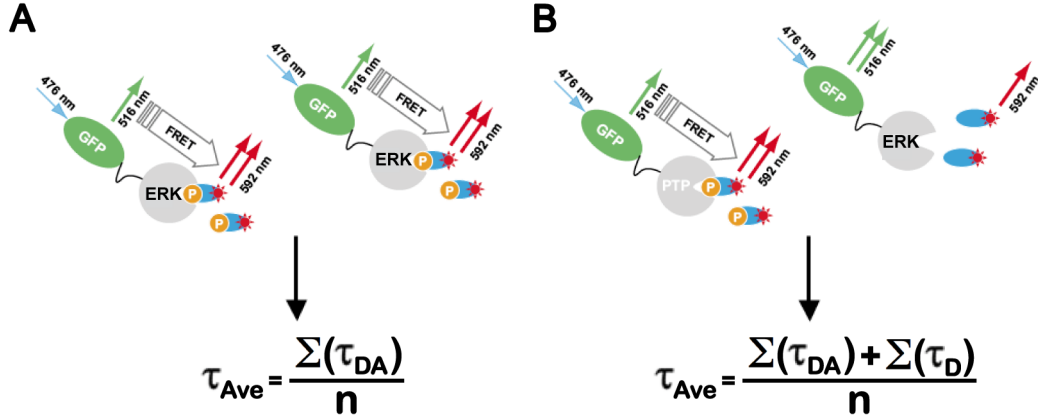 A
476 nm
GFP
516 nm
FRET
592 nm
ERK
P
P
476 nm
GFP
516 nm
FRET
592 nm
ERK
P
P
τAve = Σ(τDA)
n
B
476 nm
GFP
516 nm
FRET
592 nm
PTP
P
P
476 nm
GFP
516 nm
ERK
592 nm
τAve = Σ(τDA) + Σ(τD)
n